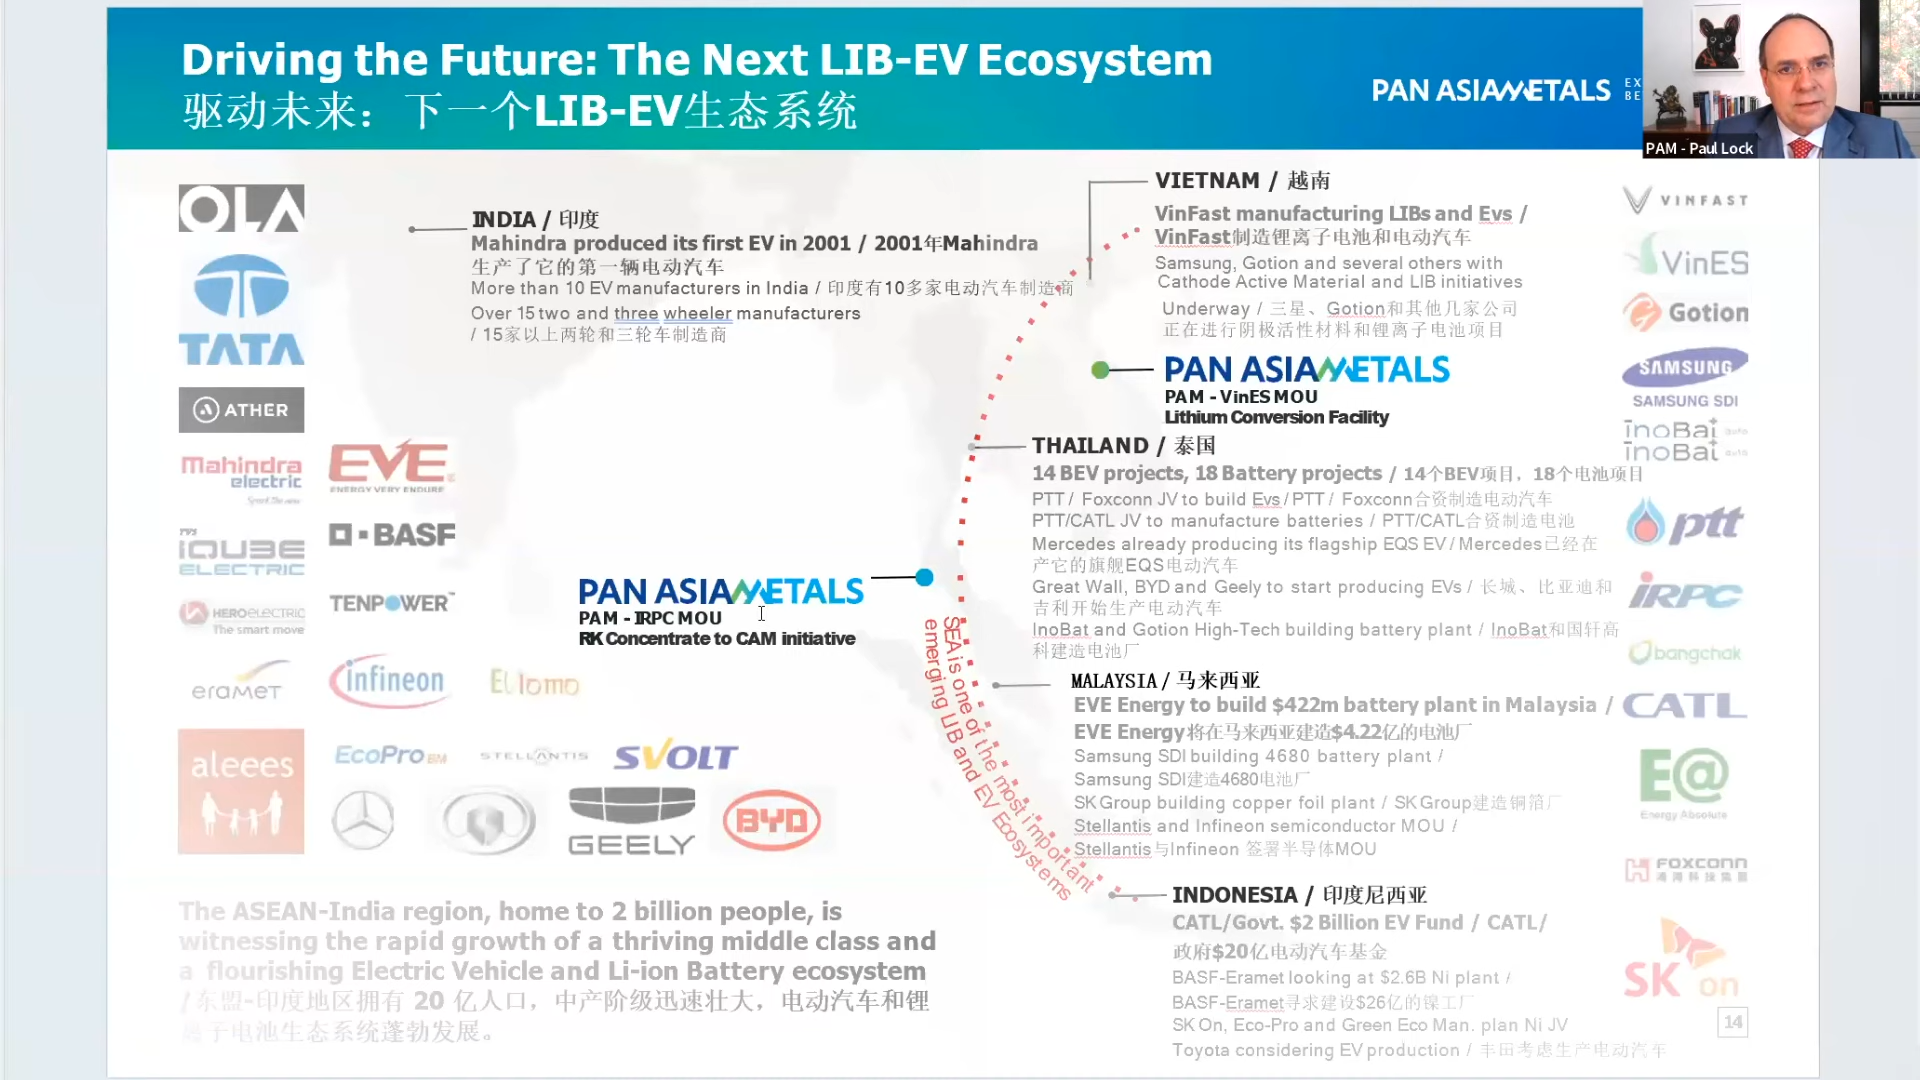 Driving the Future: The Next LIB-EV Ecosystem
驱动未来：下一个LIB-EV生态系统
PAN ASIA METALS
EX
BE
PAM - Paul Lock
OLA
TATA
ATHER
Mahindra
electric
EVE
ENERGY VERY ENDURE
TVS
iQUBE
ELECTRIC
BASF
HERO ELECTRIC
The smart move
TENPOWER
eramet
infineon
aleees
EcoPro BM
STELLANTIS
SVOLT
GEELY
BYD
INDIA / 印度
Mahindra produced its first EV in 2001 / 2001年Mahindra
生产了它的第一辆电动汽车
More than 10 EV manufacturers in India / 印度有10多家电动汽车制造商
Over 15 two and three wheeler manufacturers
/ 15家以上两轮和三轮车制造商
VIETNAM / 越南
VinFast manufacturing LIBs and Evs /
VinFast制造锂离子电池和电动汽车
Samsung, Gotion and several others with
Cathode Active Material and LIB initiatives
Underway / 三星、Gotion和其他几家公司
正在进行阴极活性材料和锂离子电池项目
PAN ASIA METALS
PAM - VinES MOU
Lithium Conversion Facility
THAILAND / 泰国
14 BEV projects, 18 Battery projects / 14个BEV项目，18个电池项目
PTT / Foxconn JV to build Evs / PTT / Foxconn合资制造电动汽车
PTT/CATL JV to manufacture batteries / PTT/CATL合资制造电池
Mercedes already producing its flagship EQS EV / Mercedes已经在
产它的旗舰EQS电动汽车
Great Wall, BYD and Geely to start producing EVs / 长城、比亚迪和
吉利开始生产电动汽车
InoBat and Gotion High-Tech building battery plant / InoBat和国轩高
科建造电池厂
PAN ASIA METALS
PAM - IRPC MOU
RK Concentrate to CAM initiative
SEA is one of the most important
emerging LIB and EV Ecosystems
MALAYSIA / 马来西亚
EVE Energy to build $422m battery plant in Malaysia /
EVE Energy将在马来西亚建造$4.22亿的电池厂
Samsung SDI building 4680 battery plant /
Samsung SDI建造4680电池厂
SK Group building copper foil plant / SK Group建造铜箔厂
Stellantis and Infineon semiconductor MOU /
Stellantis与Infineon 签署半导体MOU
INDONESIA / 印度尼西亚
CATL/Govt. $2 Billion EV Fund / CATL/
政府$20亿电动汽车基金
BASF-Eramet looking at $2.6B Ni plant /
BASF-Eramet寻求建设$26亿的镍工厂
SK On, Eco-Pro and Green Eco Man. plan Ni JV
Toyota considering EV production / 丰田考虑生产电动汽车
VINFAST
VinES
Gotion
SAMSUNG
SAMSUNG SDI
inoBat
inoBat
ptt
IRPC
bangchak
CATL
E@
Energy Absolute
FOXCONN
鸿海科技集团
SK on
The ASEAN-India region, home to 2 billion people, is
witnessing the rapid growth of a thriving middle class and
a flourishing Electric Vehicle and Li-ion Battery ecosystem
/ 东盟-印度地区拥有 20 亿人口，中产阶级迅速壮大，电动汽车和锂
离子电池生态系统蓬勃发展。
14